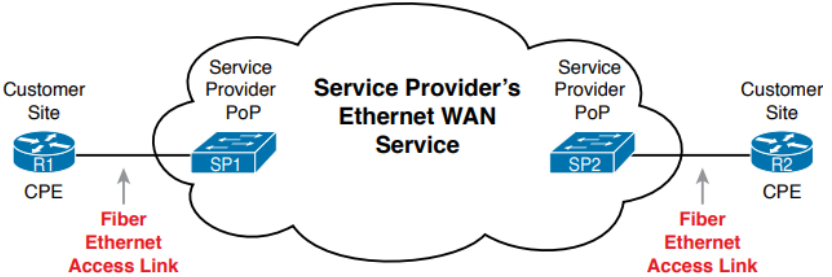 Customer
Site
R1
CPE
Fiber
Ethernet
Access Link
Service
Provider
PoP
SP1
Service Provider’s
Ethernet WAN
Service
Service
Provider
PoP
SP2
Customer
Site
R2
CPE
Fiber
Ethernet
Access Link